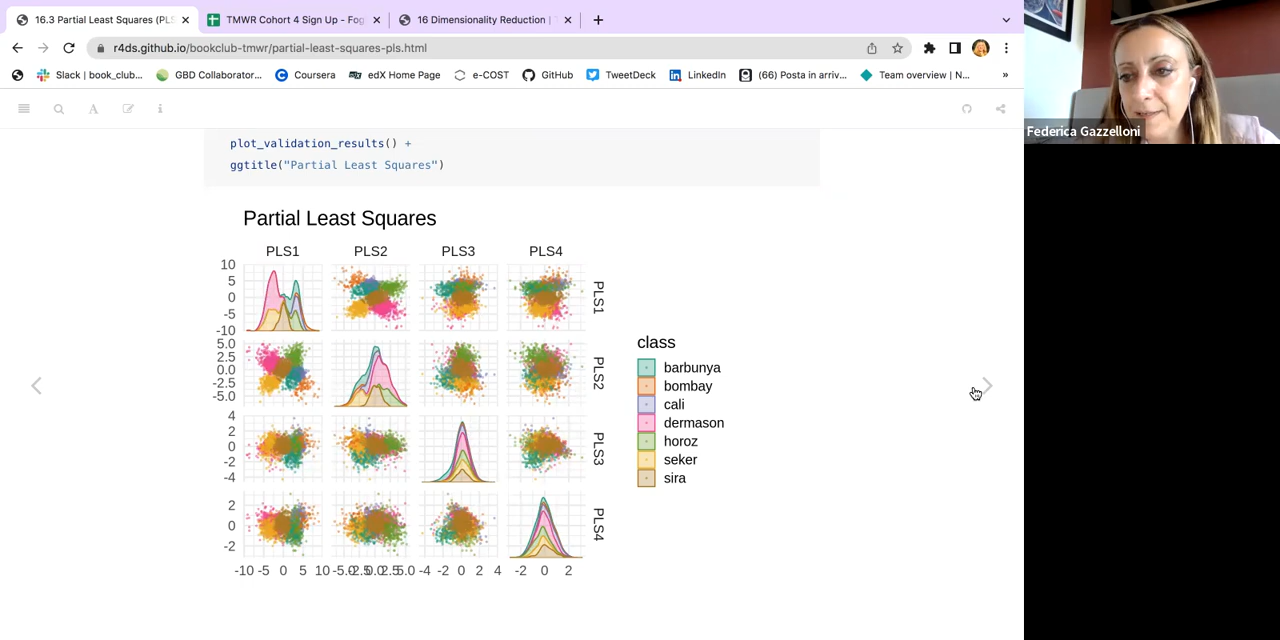 16.3 Partial Least Squares (PLS
TMWR Cohort 4 Sign Up - Fog
16 Dimensionality Reduction |
r4ds.github.io/bookclub-tmwr/partial-least-squares-pls.html
Slack | book_club...
GBD Collaborator...
Coursera
edX Home Page
e-COST
GitHub
TweetDeck
LinkedIn
(66) Posta in arriv...
Team overview | N...
»
Federica Gazzelloni
plot_validation_results() +
ggtitle("Partial Least Squares")
Partial Least Squares
PLS1 PLS2 PLS3 PLS4
10
5
0
-5
-10
PLS1
5.0
2.5
0.0
-2.5
-5.0
PLS2
4
2
0
-2
-4
PLS3
2
0
-2
PLS4
-10 -5 0 5 10 -5.0 -2.5 0.0 2.5 5.0 -4 -2 0 2 4 -2 0 2
class
barbunya
bombay
cali
dermason
horoz
seker
sira